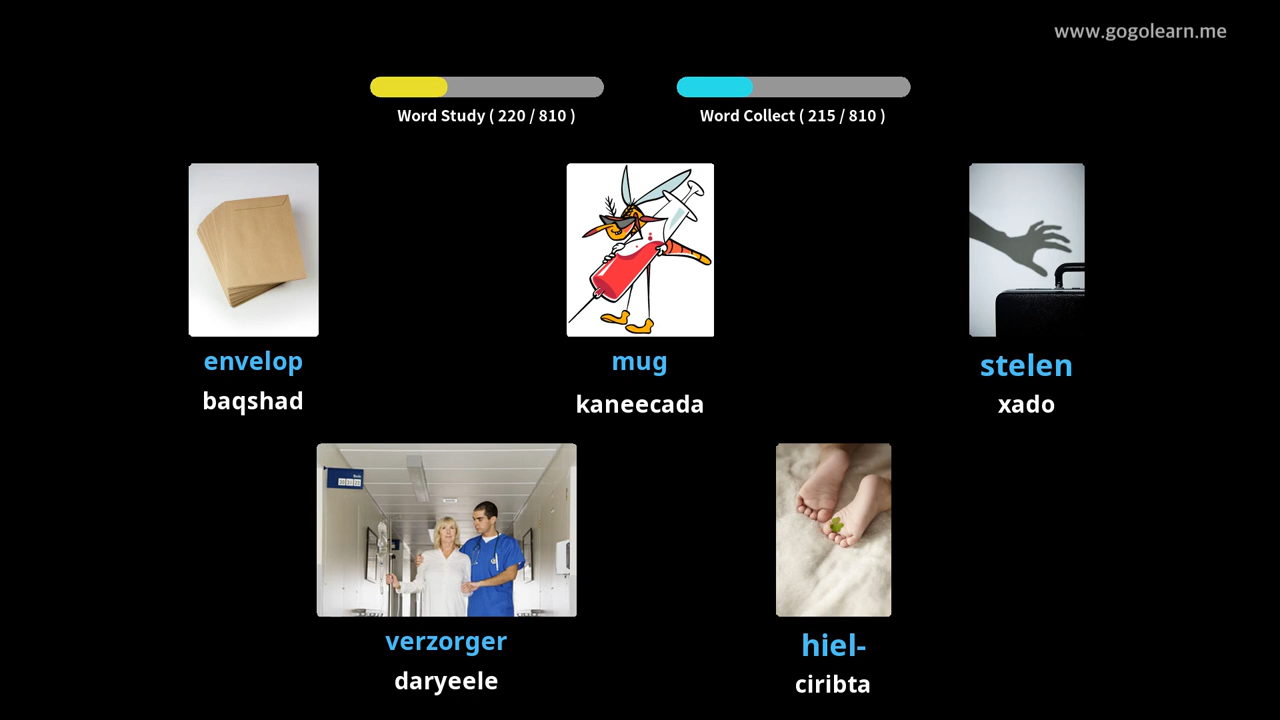 www.gogolearn.me
Word Study ( 220 / 810 )
Word Collect ( 215 / 810 )
envelop
baqshad
mug
kaneecada
stelen
xado
verzorger
daryeele
hiel-
ciribta